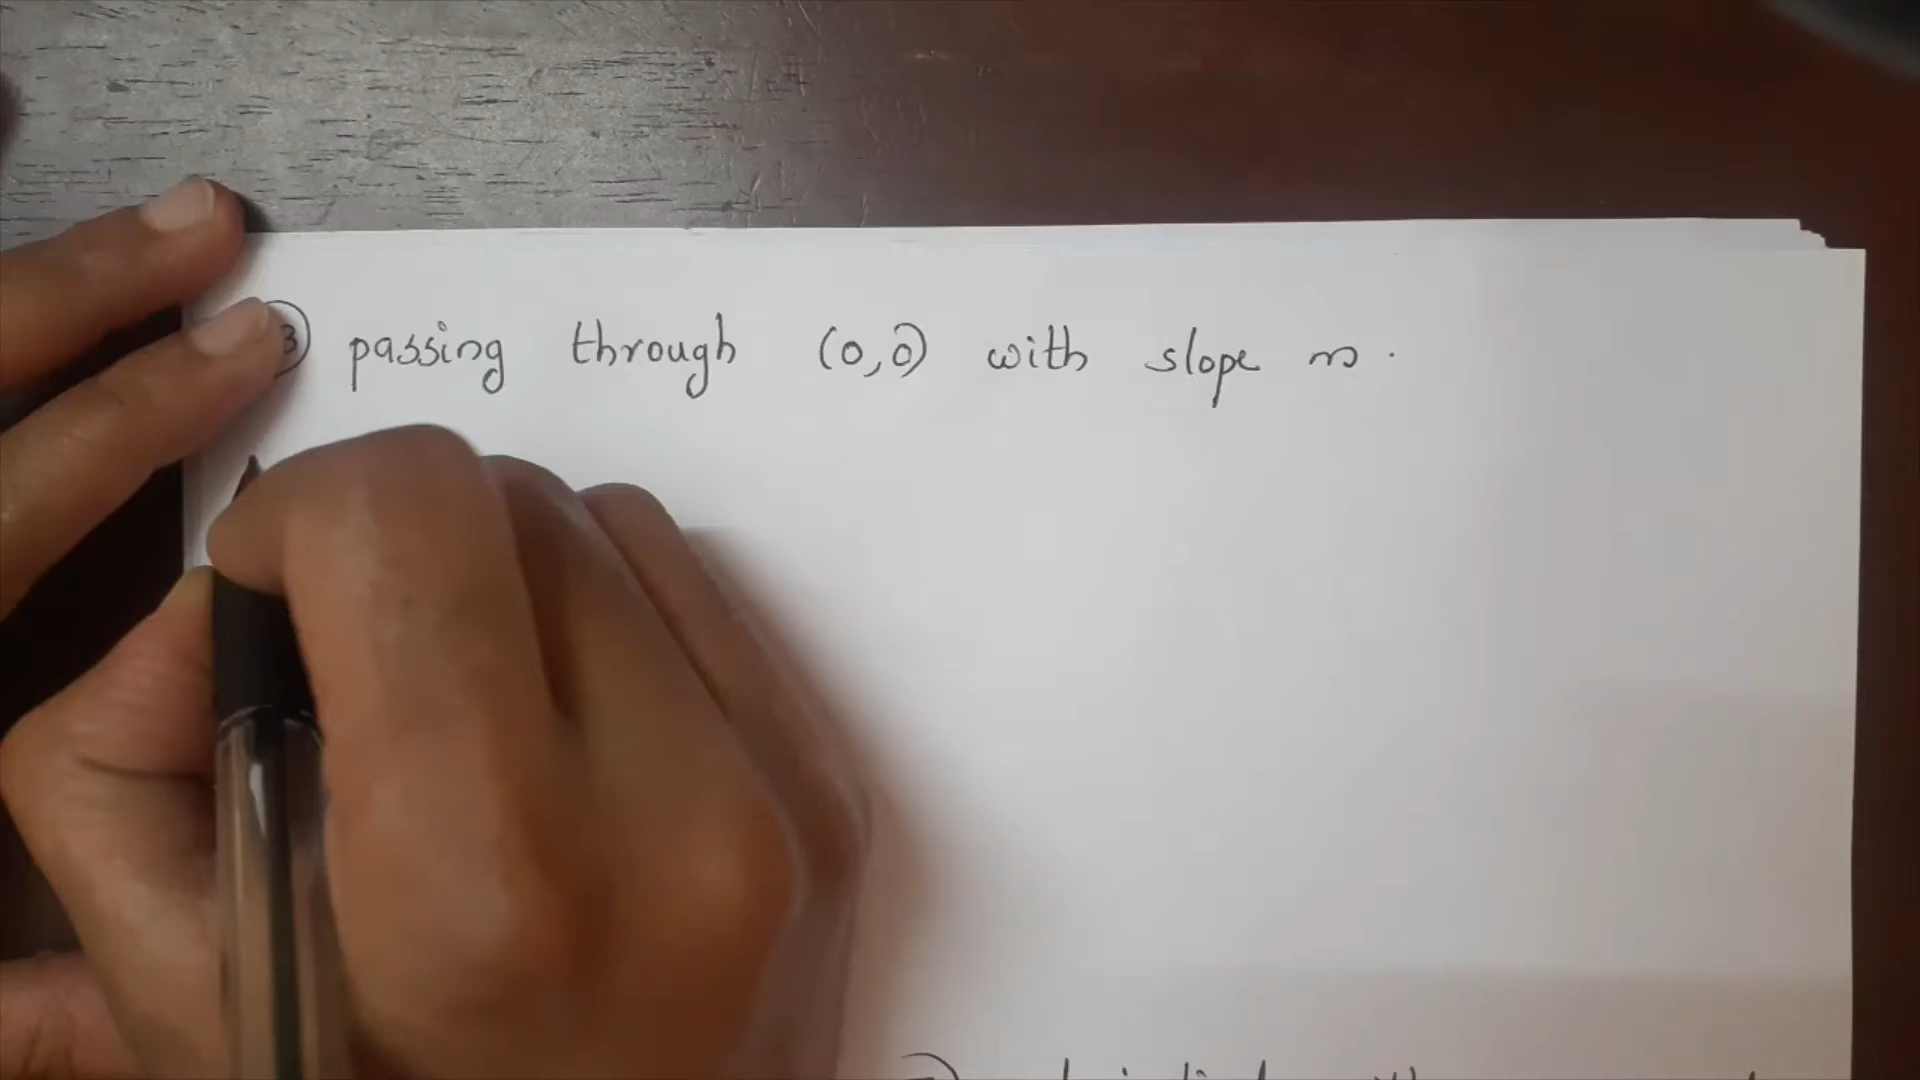 ③ passing through (0,0) with slope m.